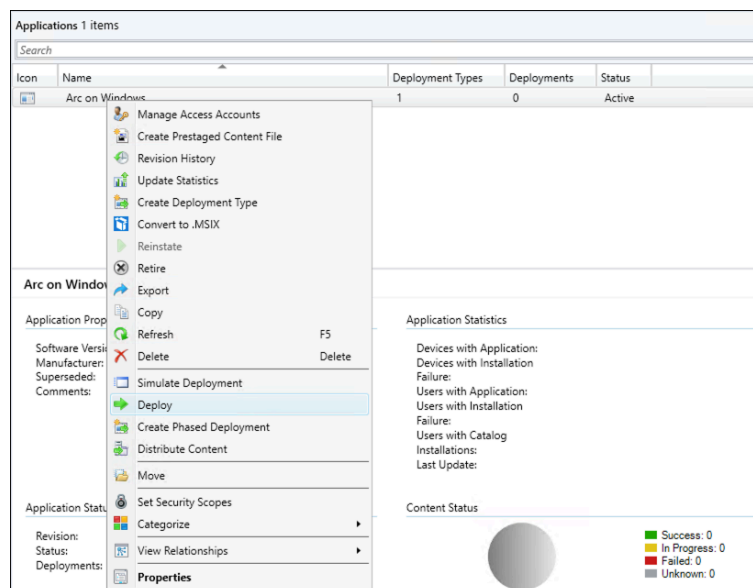 Applications 1 items
Search
Icon Name Deployment Types Deployments Status
Arc on Windows 1 0 Active
Manage Access Accounts
Create Prestaged Content File
Revision History
Update Statistics
Create Deployment Type
Convert to .MSIX
Reinstate
Retire
Export
Copy
Refresh F5
Delete Delete
Simulate Deployment
Deploy
Create Phased Deployment
Distribute Content
Move
Set Security Scopes
Categorize
View Relationships
Properties
Arc on Window
Application Prop
Software Versi
Manufacturer:
Superseded:
Comments:
Application Statu
Revision:
Status:
Deployments:
Application Statistics
Devices with Application:
Devices with Installation
Failure:
Users with Application:
Users with Installation
Failure:
Users with Catalog
Installations:
Last Update:
Content Status
Success: 0
In Progress: 0
Failed: 0
Unknown: 0